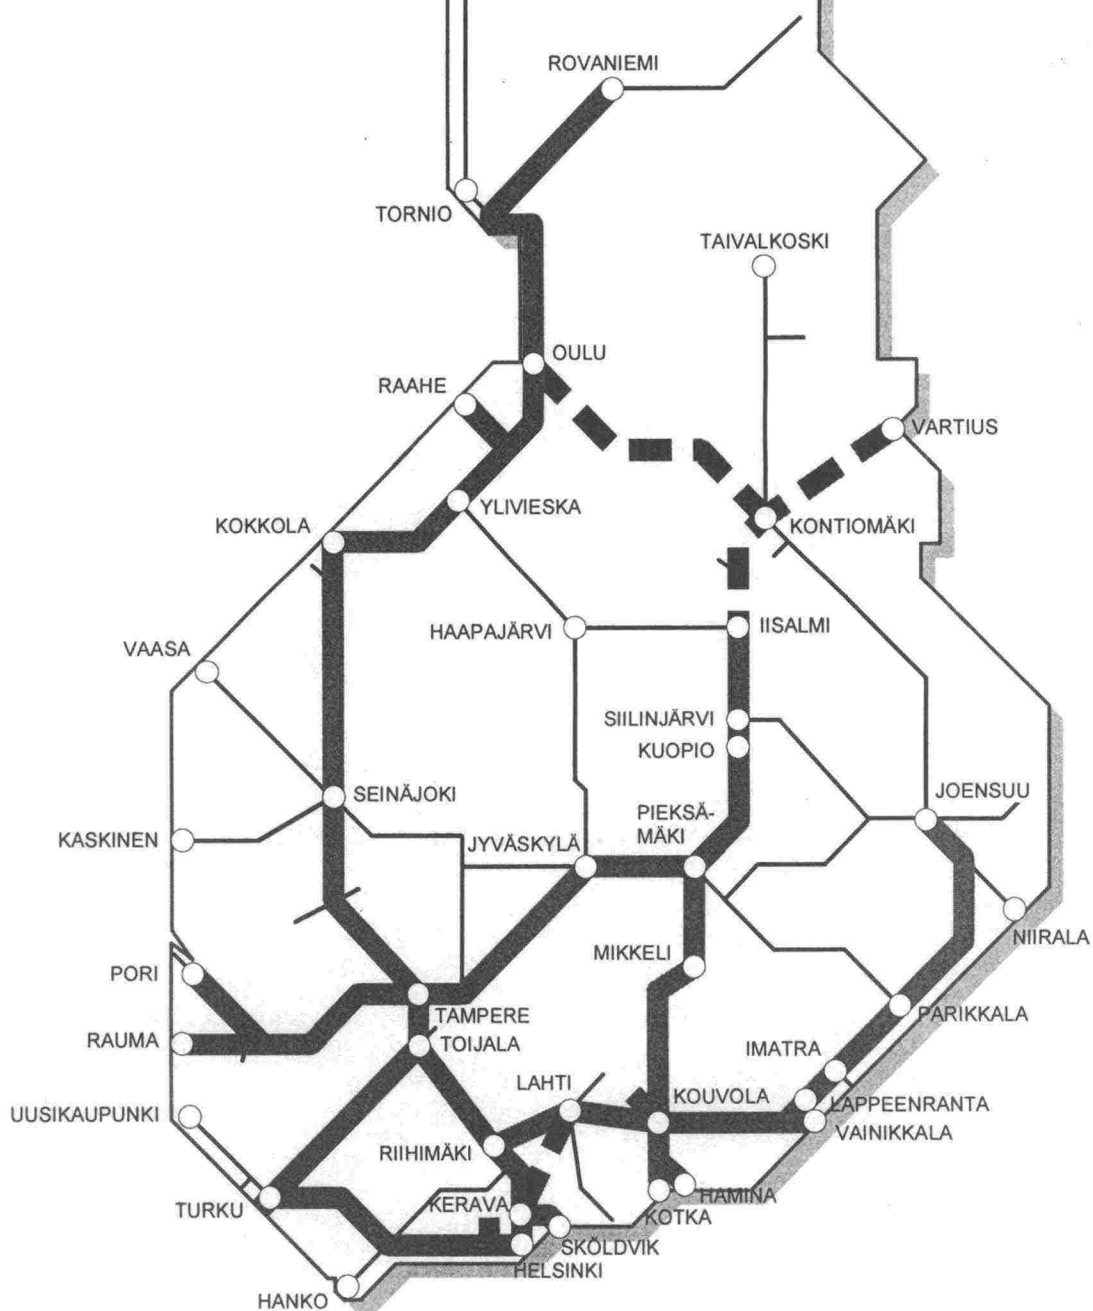 ROVANIEMI
TORNIO
TAIVALKOSKI
OULU
RAAHE
VARTIUS
YLIVIESKA
KOKKOLA
KONTIOMÄKI
HAAPAJÄRVI
IISALMI
VAASA
SIILINJÄRVI
KUOPIO
SEINÄJOKI
JOENSUU
PIEKSÄ-
MÄKI
KASKINEN
JYVÄSKYLÄ
NIIRALA
MIKKELI
PORI
TAMPERE
PARIKKALA
RAUMA
TOIJALA
IMATRA
LAHTI
KOUVOLA
LAPPEENRANTA
UUSIKAUPUNKI
VAINIKKALA
RIIHIMÄKI
HAMINA
KERAVA
TURKU
KOTKA
SKÖLDVIK
HELSINKI
HANKO